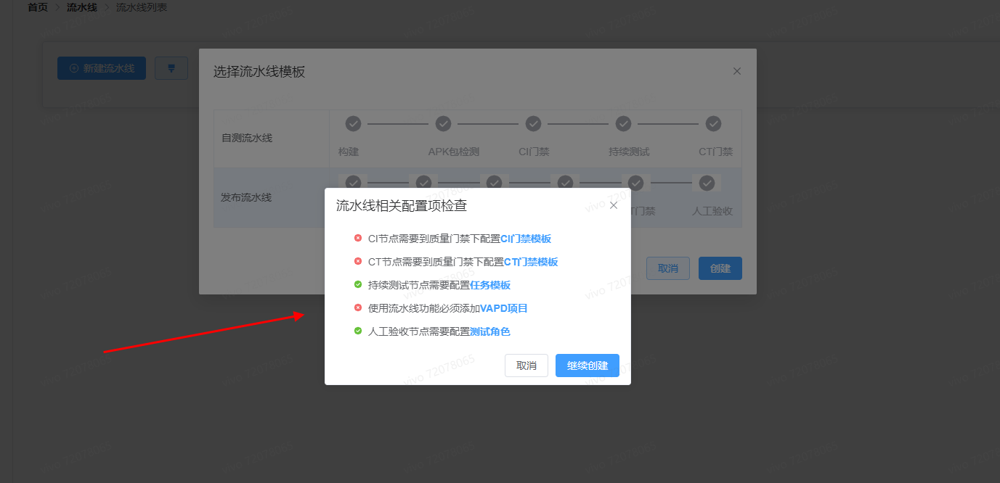 首页 > 流水线 > 流水线列表
新建流水线
选择流水线模板
自测流水线
构建 APK包检测 CI门禁 持续测试 CT门禁
发布流水线
T门禁 人工验收
取消 创建
流水线相关配置项检查
CI节点需要到质量门禁下配置CI门禁模板
CT节点需要到质量门禁下配置CT门禁模板
持续测试节点需要配置任务模板
使用流水线功能必须添加VAPD项目
人工验收节点需要配置测试角色
取消 继续创建
vivo 72078065